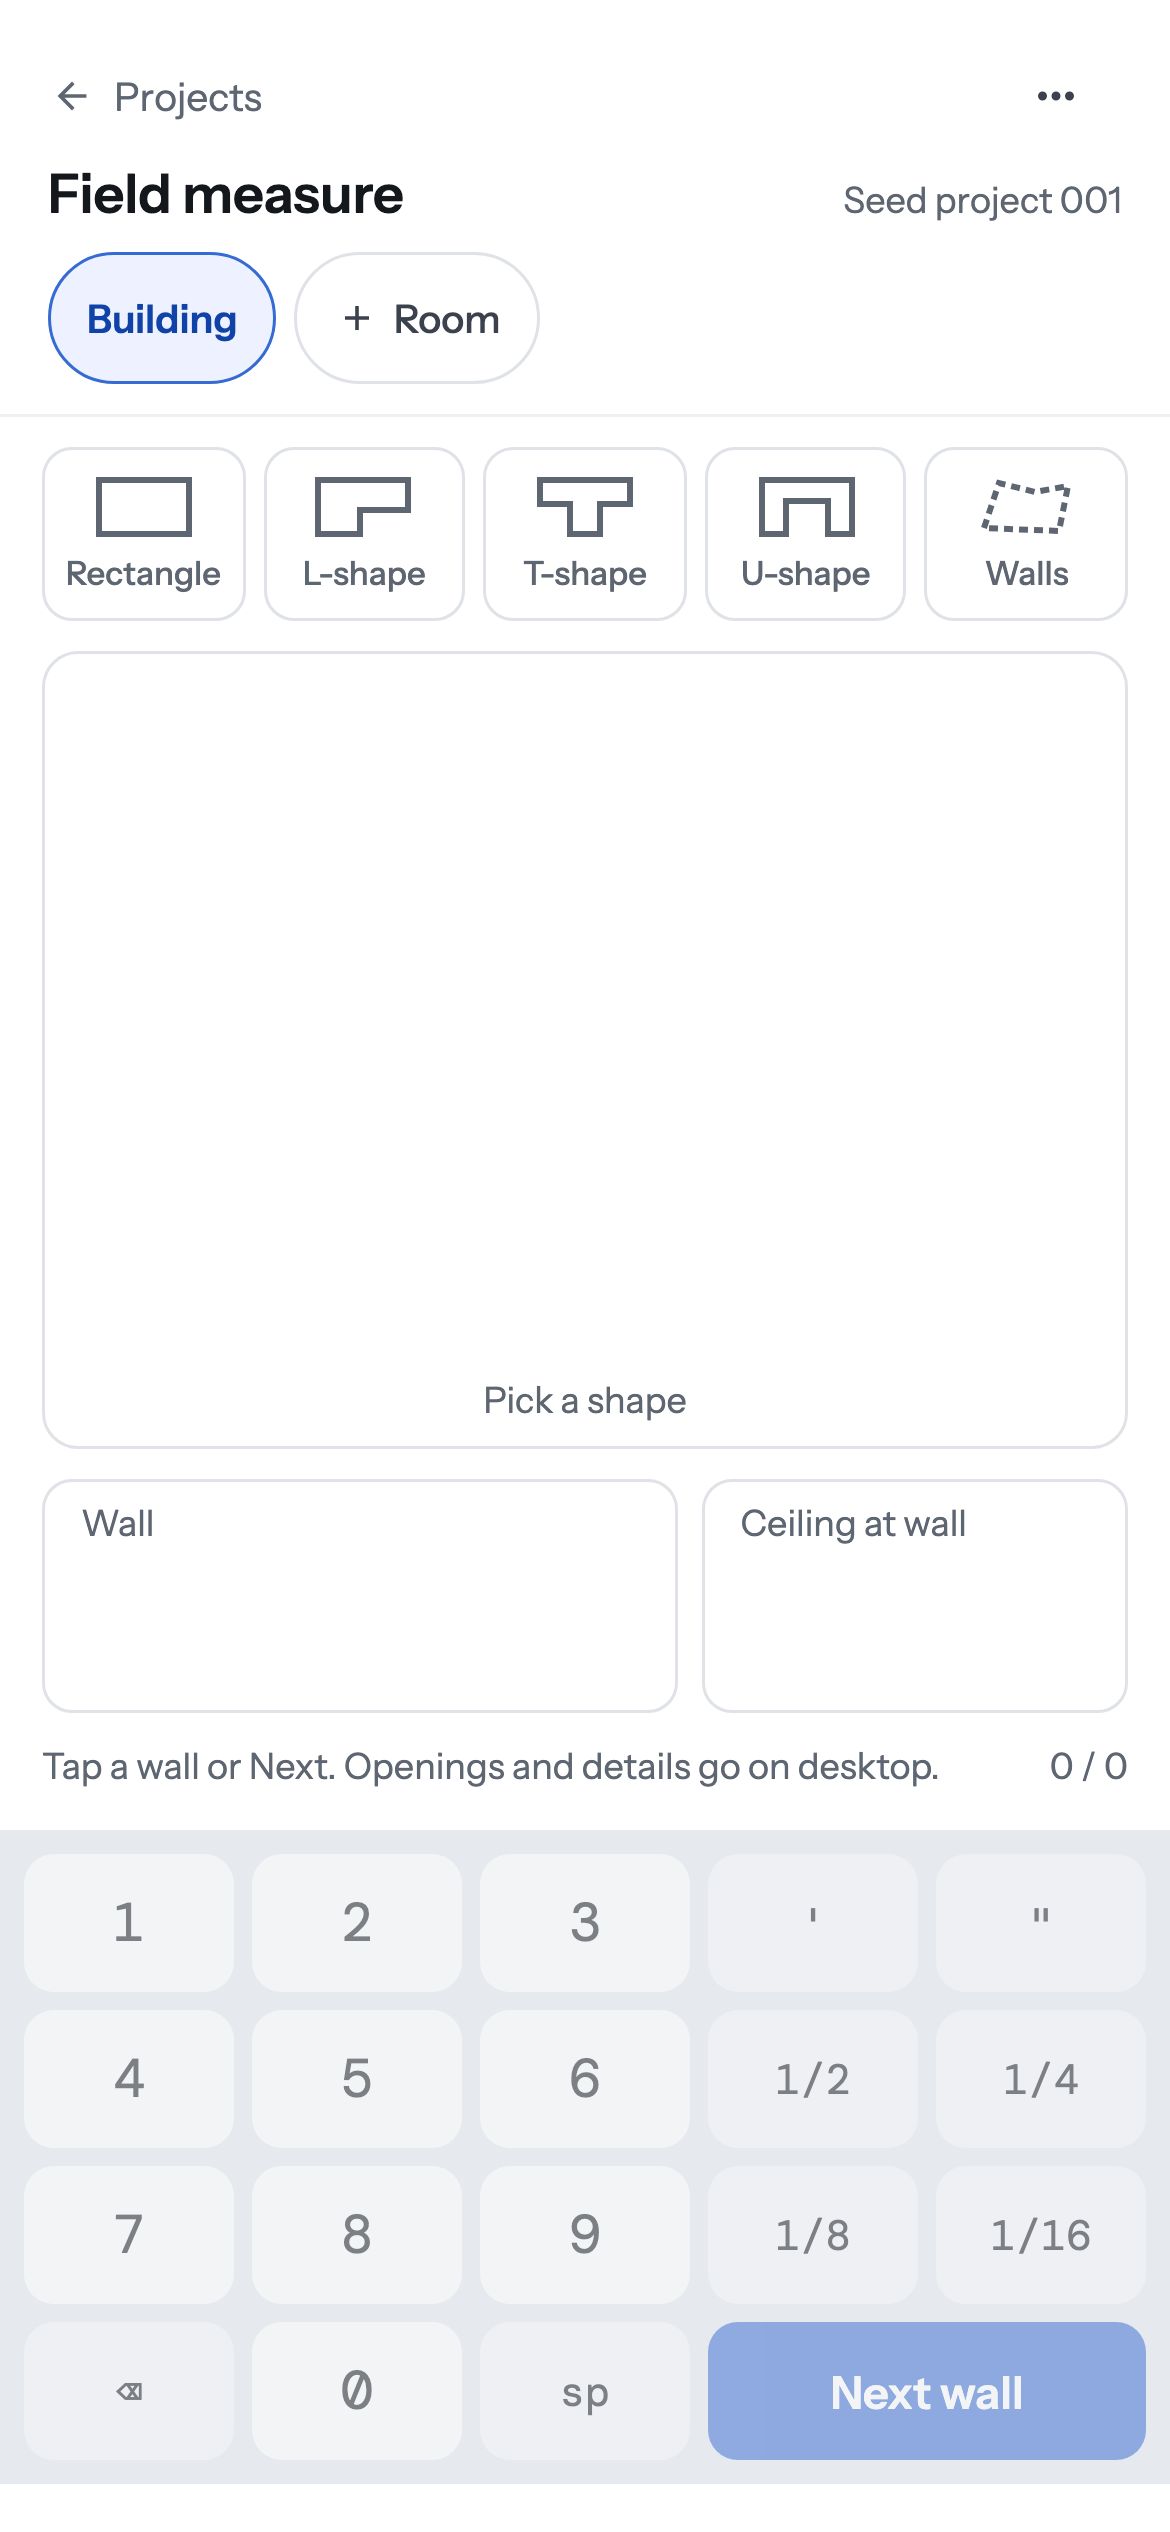 Projects
Field measure
Seed project 001
Building
+ Room
Rectangle
L-shape
T-shape
U-shape
Walls
Pick a shape
Wall
Ceiling at wall
Tap a wall or Next. Openings and details go on desktop.
0 / 0
1 2 3 ' "
4 5 6 1/2 1/4
7 8 9 1/8 1/16
⌫ 0 sp Next wall